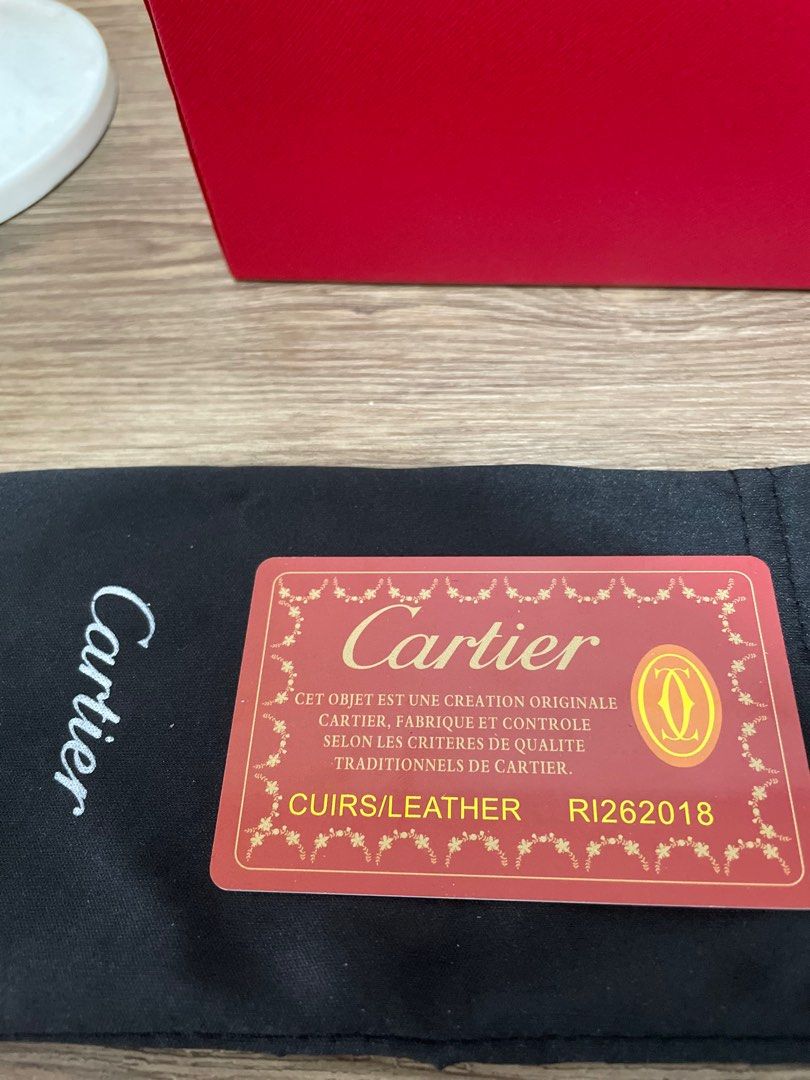 Cartier
Cartier
CET OBJET EST UNE CREATION ORIGINALE
CARTIER, FABRIQUE ET CONTROLE
SELON LES CRITERES DE QUALITE
TRADITIONNELS DE CARTIER.
CUIRS/LEATHER RI262018